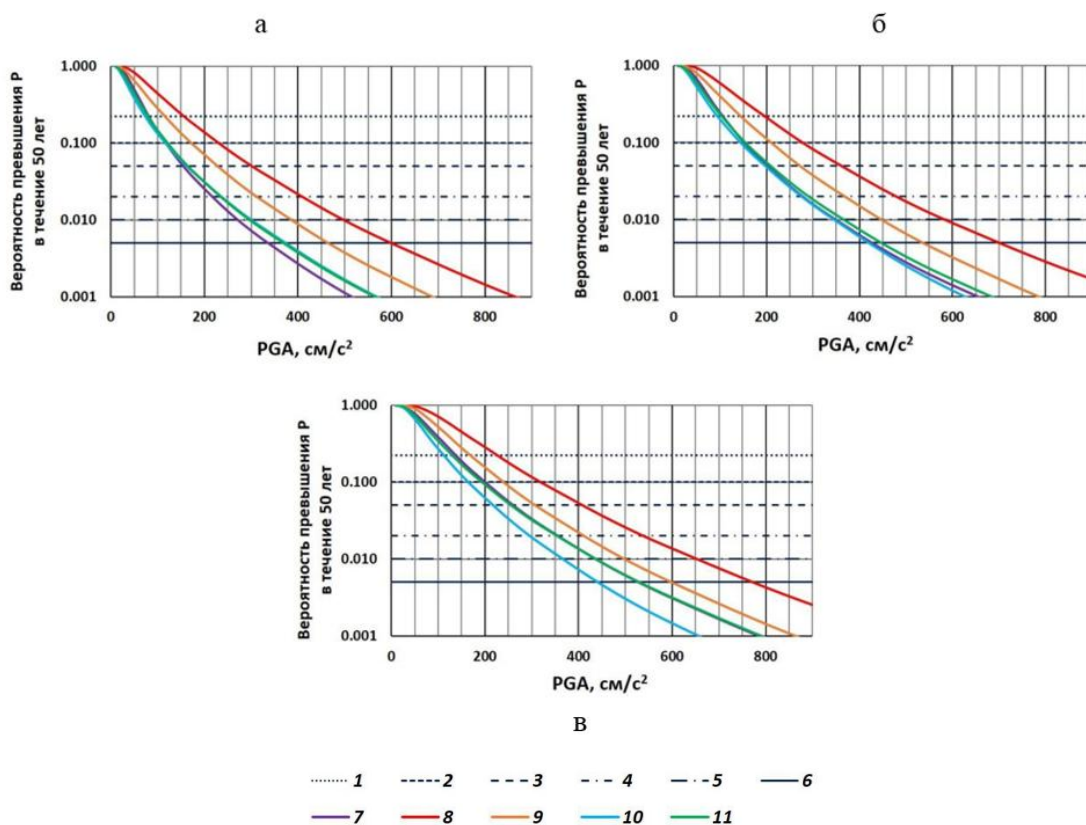 а
Вероятность превышения P
в течение 50 лет
1.000
0.100
0.010
0.001
0 200 400 600 800
PGA, см/с²
б
Вероятность превышения P
в течение 50 лет
1.000
0.100
0.010
0.001
0 200 400 600 800
PGA, см/с²
Вероятность превышения P
в течение 50 лет
1.000
0.100
0.010
0.001
0 200 400 600 800
PGA, см/с²
в
1 2 3 4 5 6
7 8 9 10 11